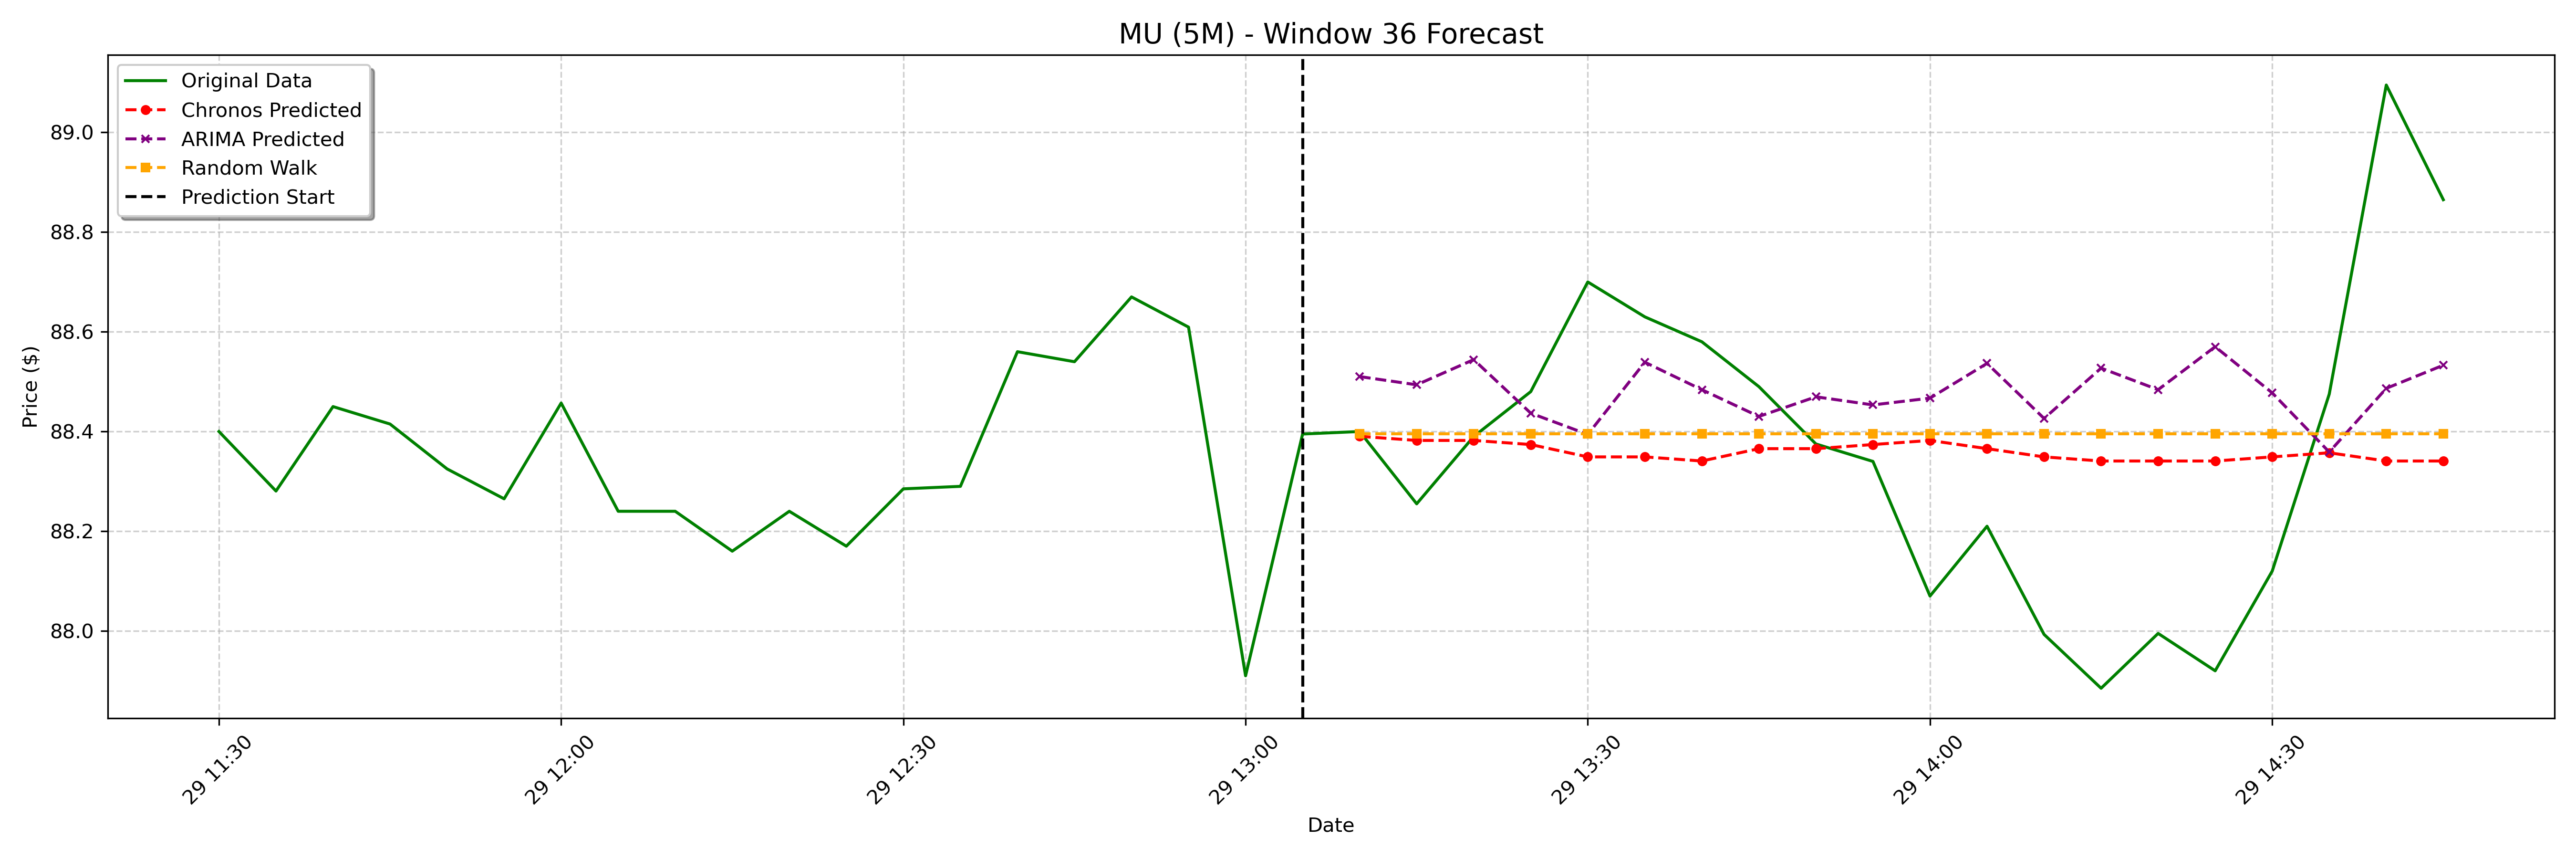 MU (5M) - Window 36 Forecast
Original Data
Chronos Predicted
ARIMA Predicted
Random Walk
Prediction Start
Price ($)
89.0
88.8
88.6
88.4
88.2
88.0
29 11:30
29 12:00
29 12:30
29 13:00
29 13:30
29 14:00
29 14:30
Date